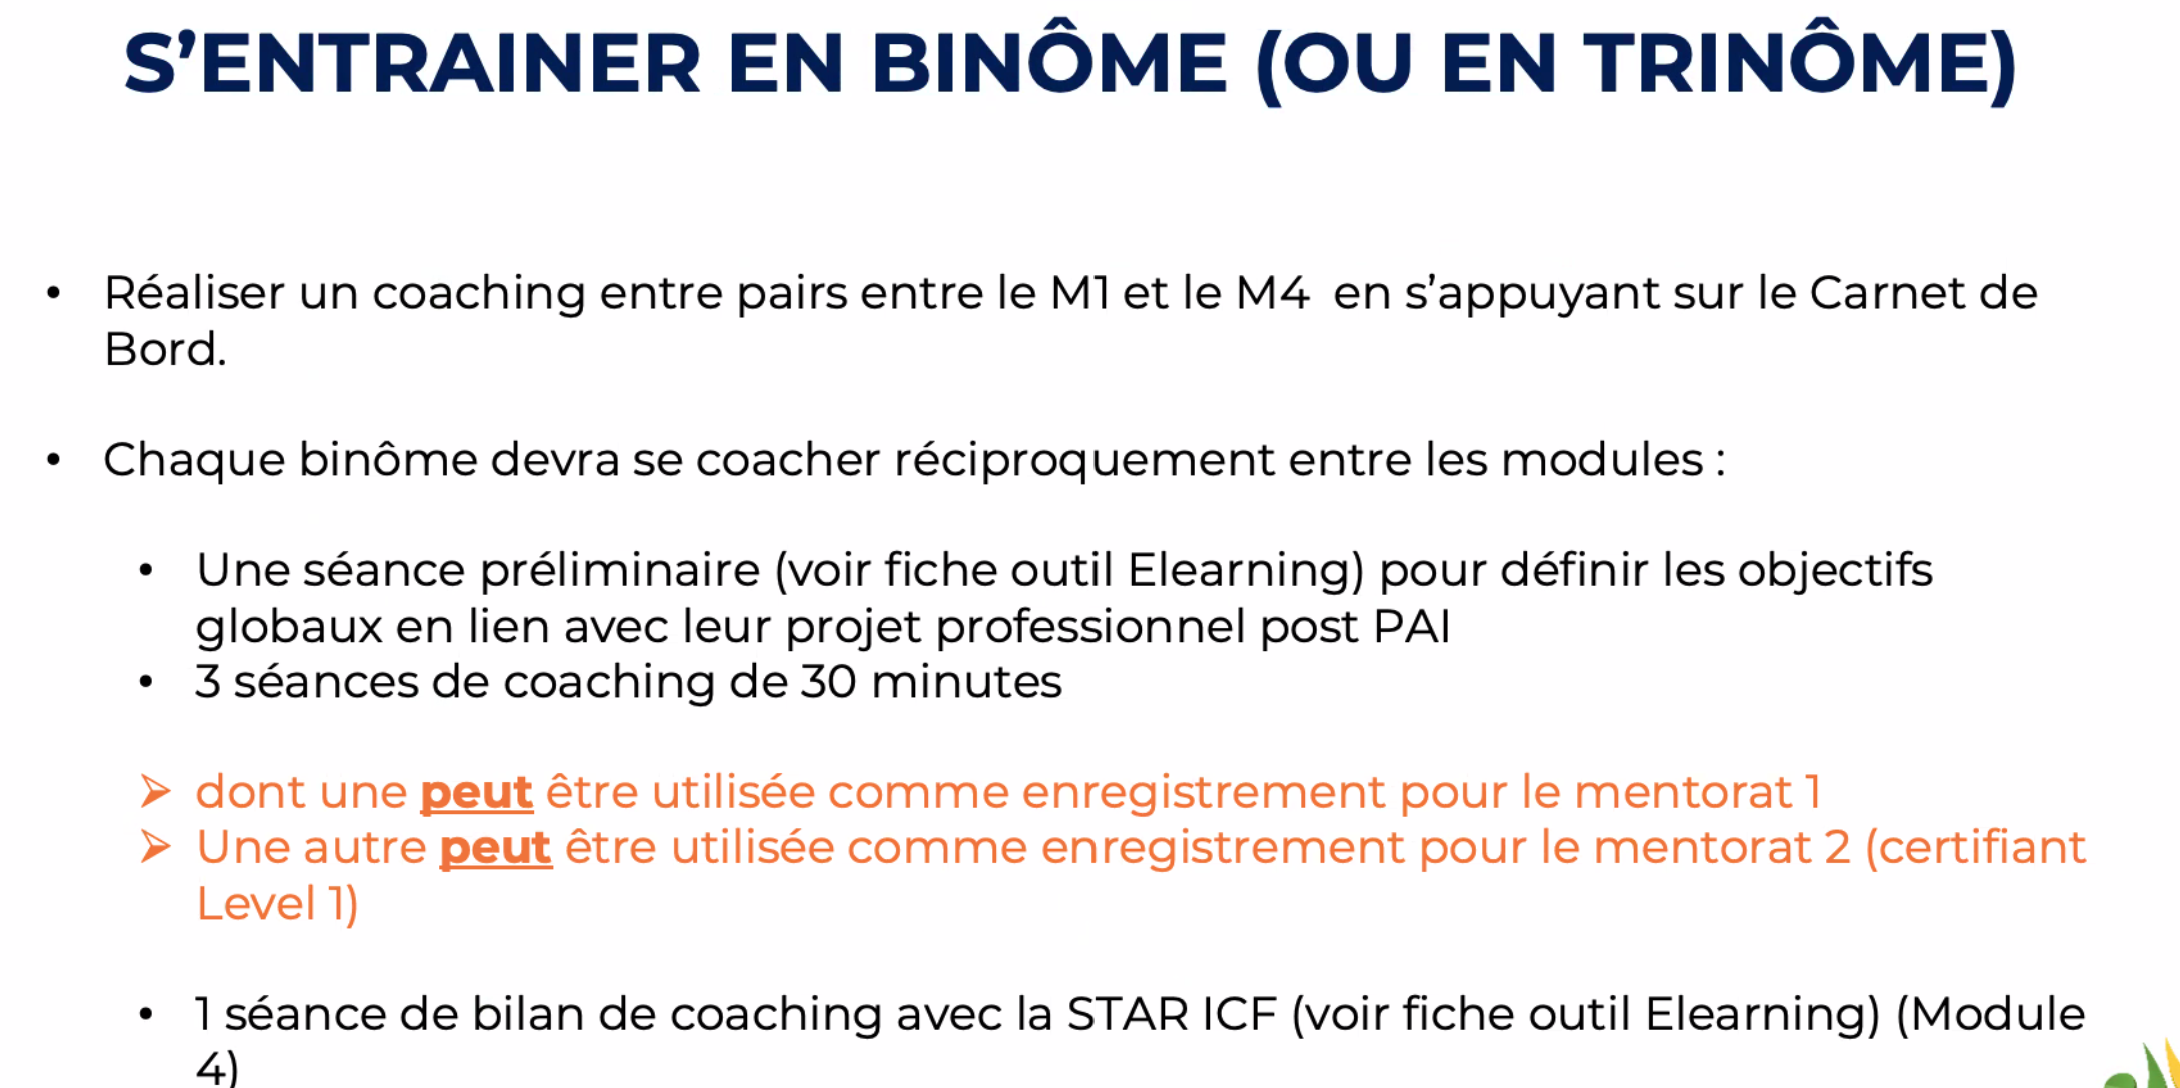 S’ENTRAINER EN BINÔME (OU EN TRINÔME)
• Réaliser un coaching entre pairs entre le M1 et le M4 en s’appuyant sur le Carnet de
Bord.
• Chaque binôme devra se coacher réciproquement entre les modules :
• Une séance préliminaire (voir fiche outil Elearning) pour définir les objectifs
globaux en lien avec leur projet professionnel post PAI
• 3 séances de coaching de 30 minutes
➢ dont une peut être utilisée comme enregistrement pour le mentorat 1
➢ Une autre peut être utilisée comme enregistrement pour le mentorat 2 (certifiant
Level 1)
• 1 séance de bilan de coaching avec la STAR ICF (voir fiche outil Elearning) (Module
4)